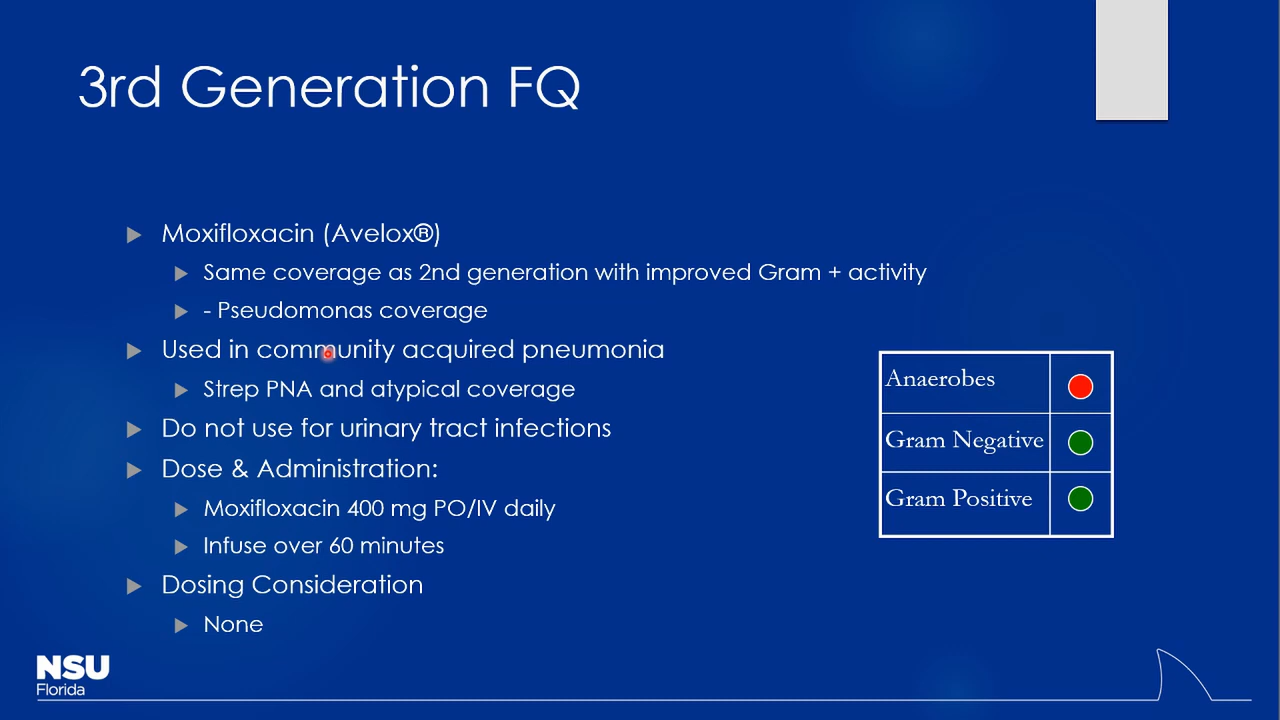 3rd Generation FQ
Moxifloxacin (Avelox®)
Same coverage as 2nd generation with improved Gram + activity
- Pseudomonas coverage
Used in community acquired pneumonia
Strep PNA and atypical coverage
Do not use for urinary tract infections
Dose & Administration:
Moxifloxacin 400 mg PO/IV daily
Infuse over 60 minutes
Dosing Consideration
None
Anaerobes
Gram Negative
Gram Positive
NSU
Florida